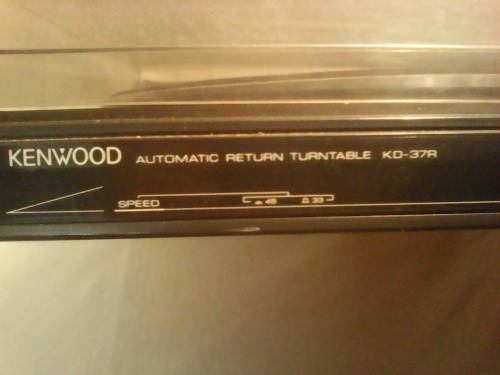 KENWOOD AUTOMATIC RETURN TURNTABLE KD-37R
SPEED 45 33